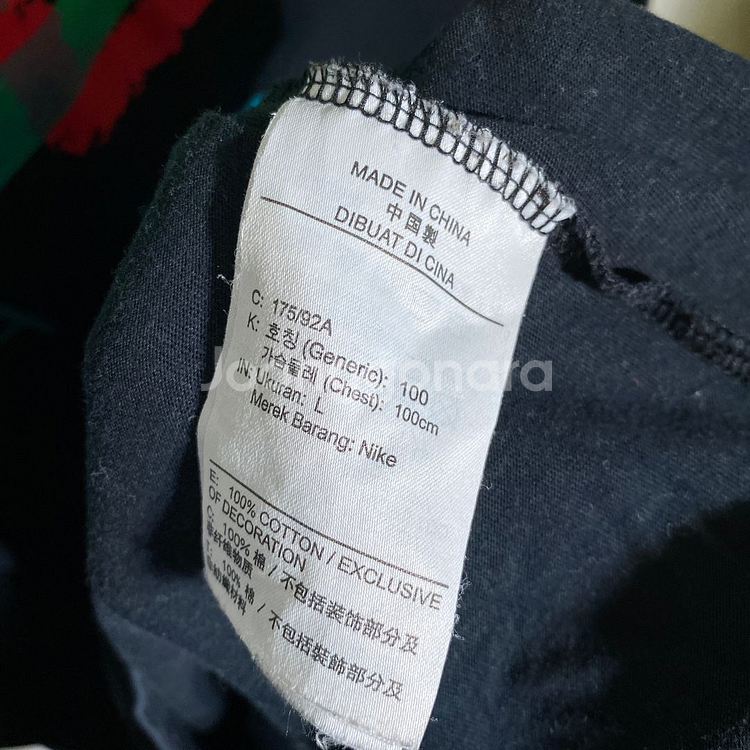 MADE IN CHINA
中国製
DIBUAT DI CINA
C: 175/92A
K: 호칭 (Generic): 100
가슴둘레 (Chest): 100cm
IN: Ukuran: L
Merek Barang: Nike
E: 100% COTTON / EXCLUSIVE
OF DECORATION
C: 100% 棉 / 不包括装饰部分及
100% 棉 / 不包括裝飾部分及